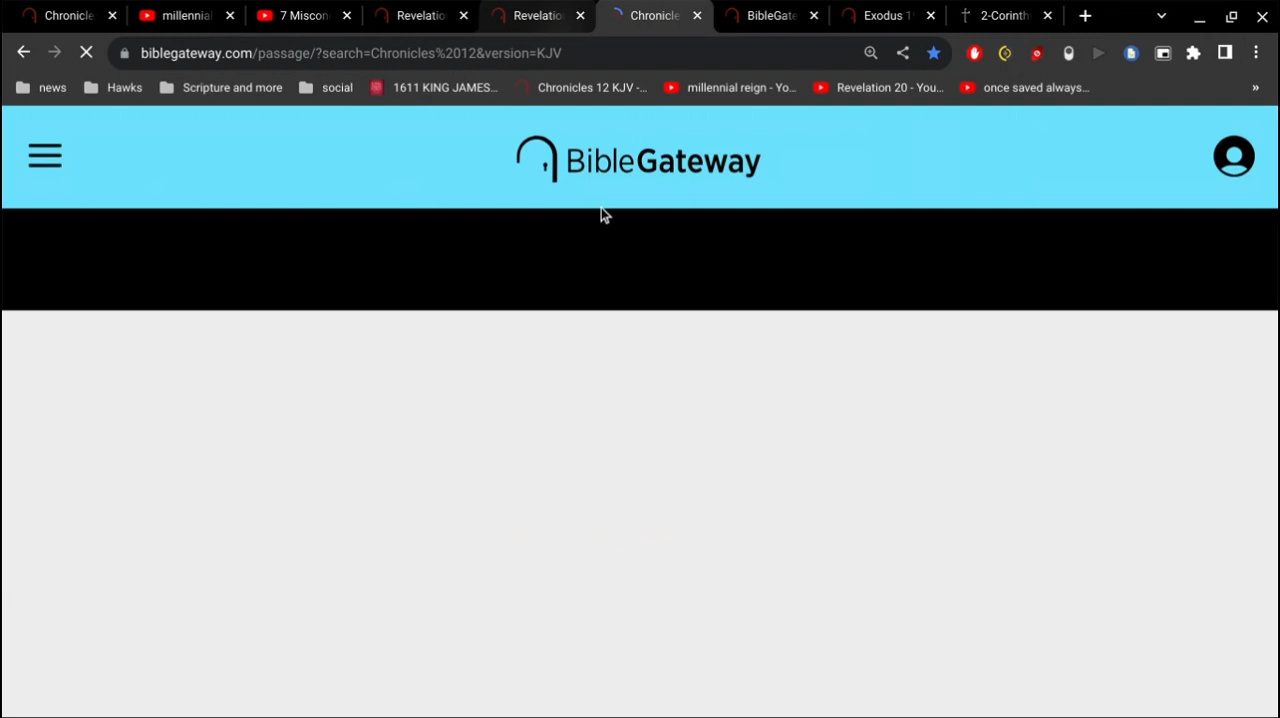 Chronicle millennial 7 Miscon Revelatio Revelatio Chronicle BibleGate Exodus 1 2-Corinth
biblegateway.com/passage/?search=Chronicles%2012&version=KJV
news Hawks Scripture and more social 1611 KING JAMES... Chronicles 12 KJV -... millennial reign - Yo... Revelation 20 - You... once saved always... »
BibleGateway